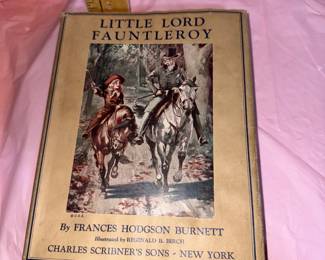 LITTLE LORD
FAUNTLEROY
By FRANCES HODGSON BURNETT
Illustrated by REGINALD B. BIRCH
CHARLES SCRIBNER'S SONS - NEW YORK